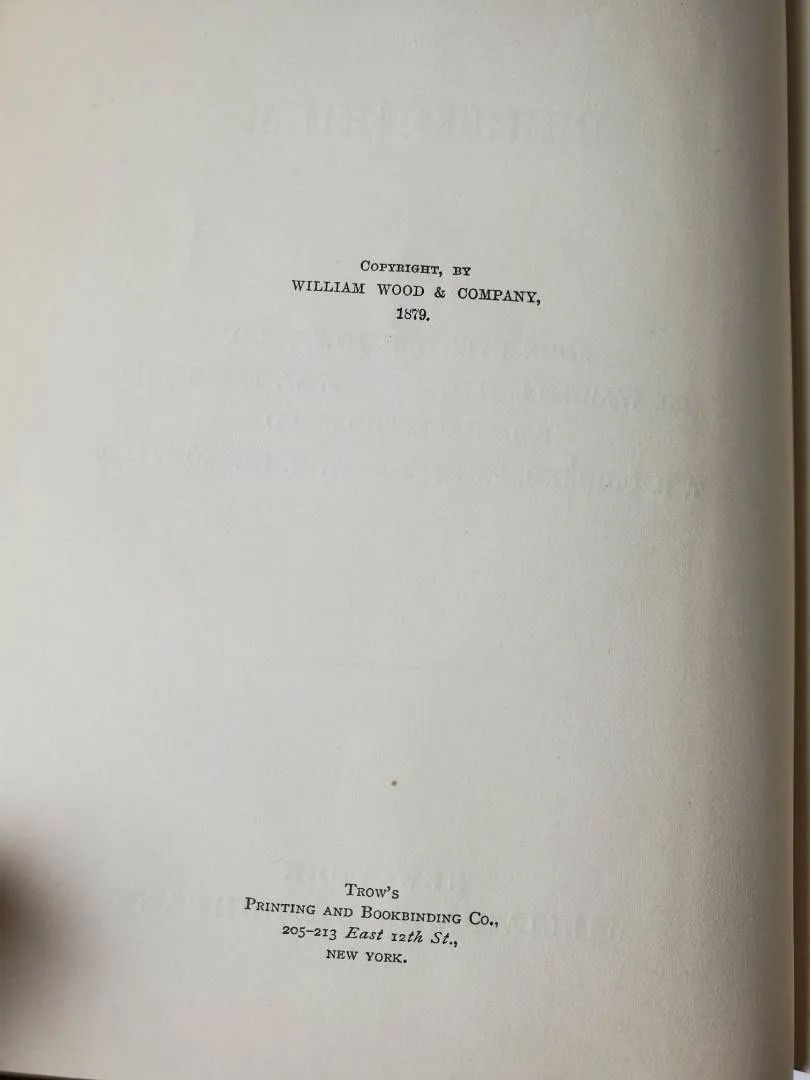 COPYRIGHT, BY
WILLIAM WOOD & COMPANY,
1879.
TROW'S
PRINTING AND BOOKBINDING CO.,
205–213 East 12th St.,
NEW YORK.